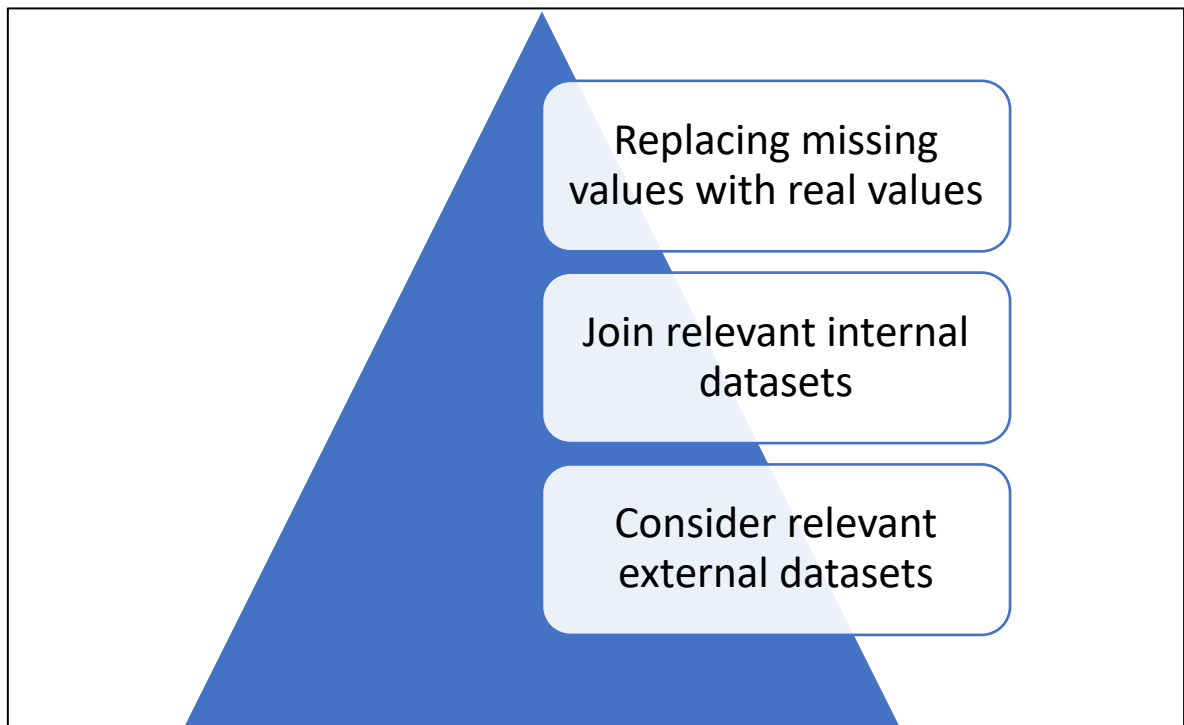 Replacing missing
values with real values
Join relevant internal
datasets
Consider relevant
external datasets